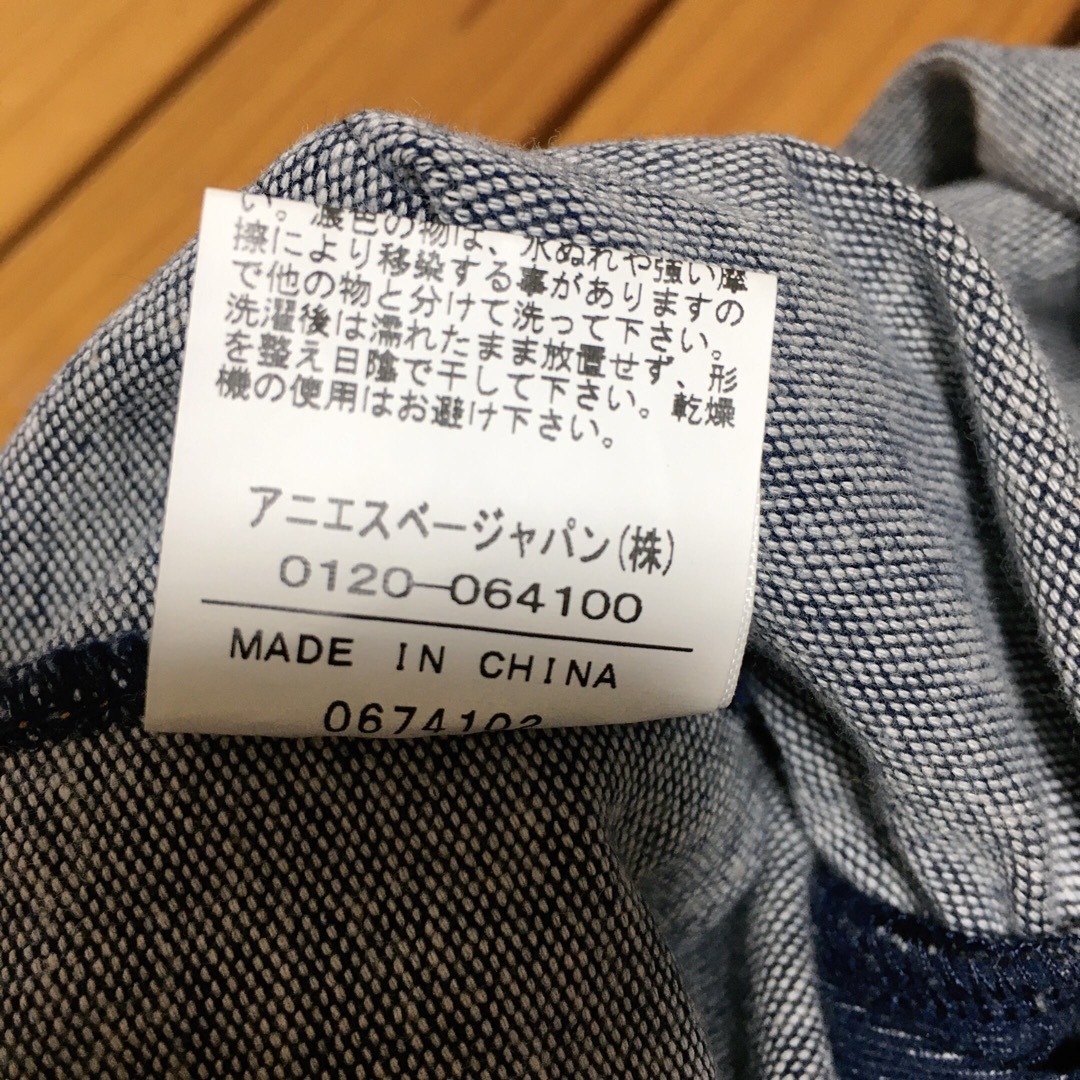 い。濃色の物は、水ぬれや強い摩
擦により移染する事がありますの
で他の物と分けて洗って下さい。
洗濯後は濡れたまま放置せず、形
を整え日陰で干して下さい。乾燥
機の使用はお避け下さい。
アニエスベージャパン(株)
0120-064100
MADE IN CHINA